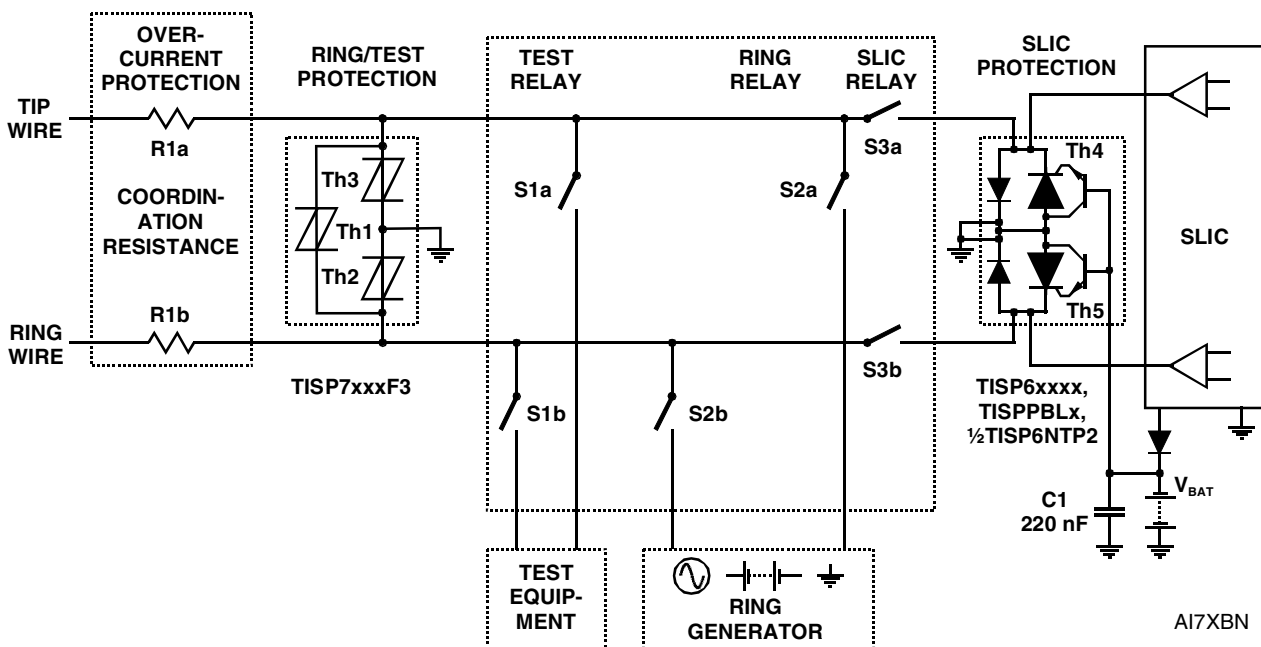 OVER-
CURRENT
PROTECTION
RING/TEST
PROTECTION
TEST
RELAY
RING
RELAY
SLIC
RELAY
SLIC
PROTECTION
TIP
WIRE
R1a
S3a
Th4
Th3
S1a
S2a
COORDIN-
ATION
RESISTANCE
Th1
SLIC
Th2
Th5
R1b
RING
WIRE
S3b
TISP7xxxF3
S1b
S2b
TISP6xxxx,
TISPPBLx,
½TISP6NTP2
C1
220 nF
VBAT
TEST
EQUIP-
MENT
RING
GENERATOR
AI7XBN